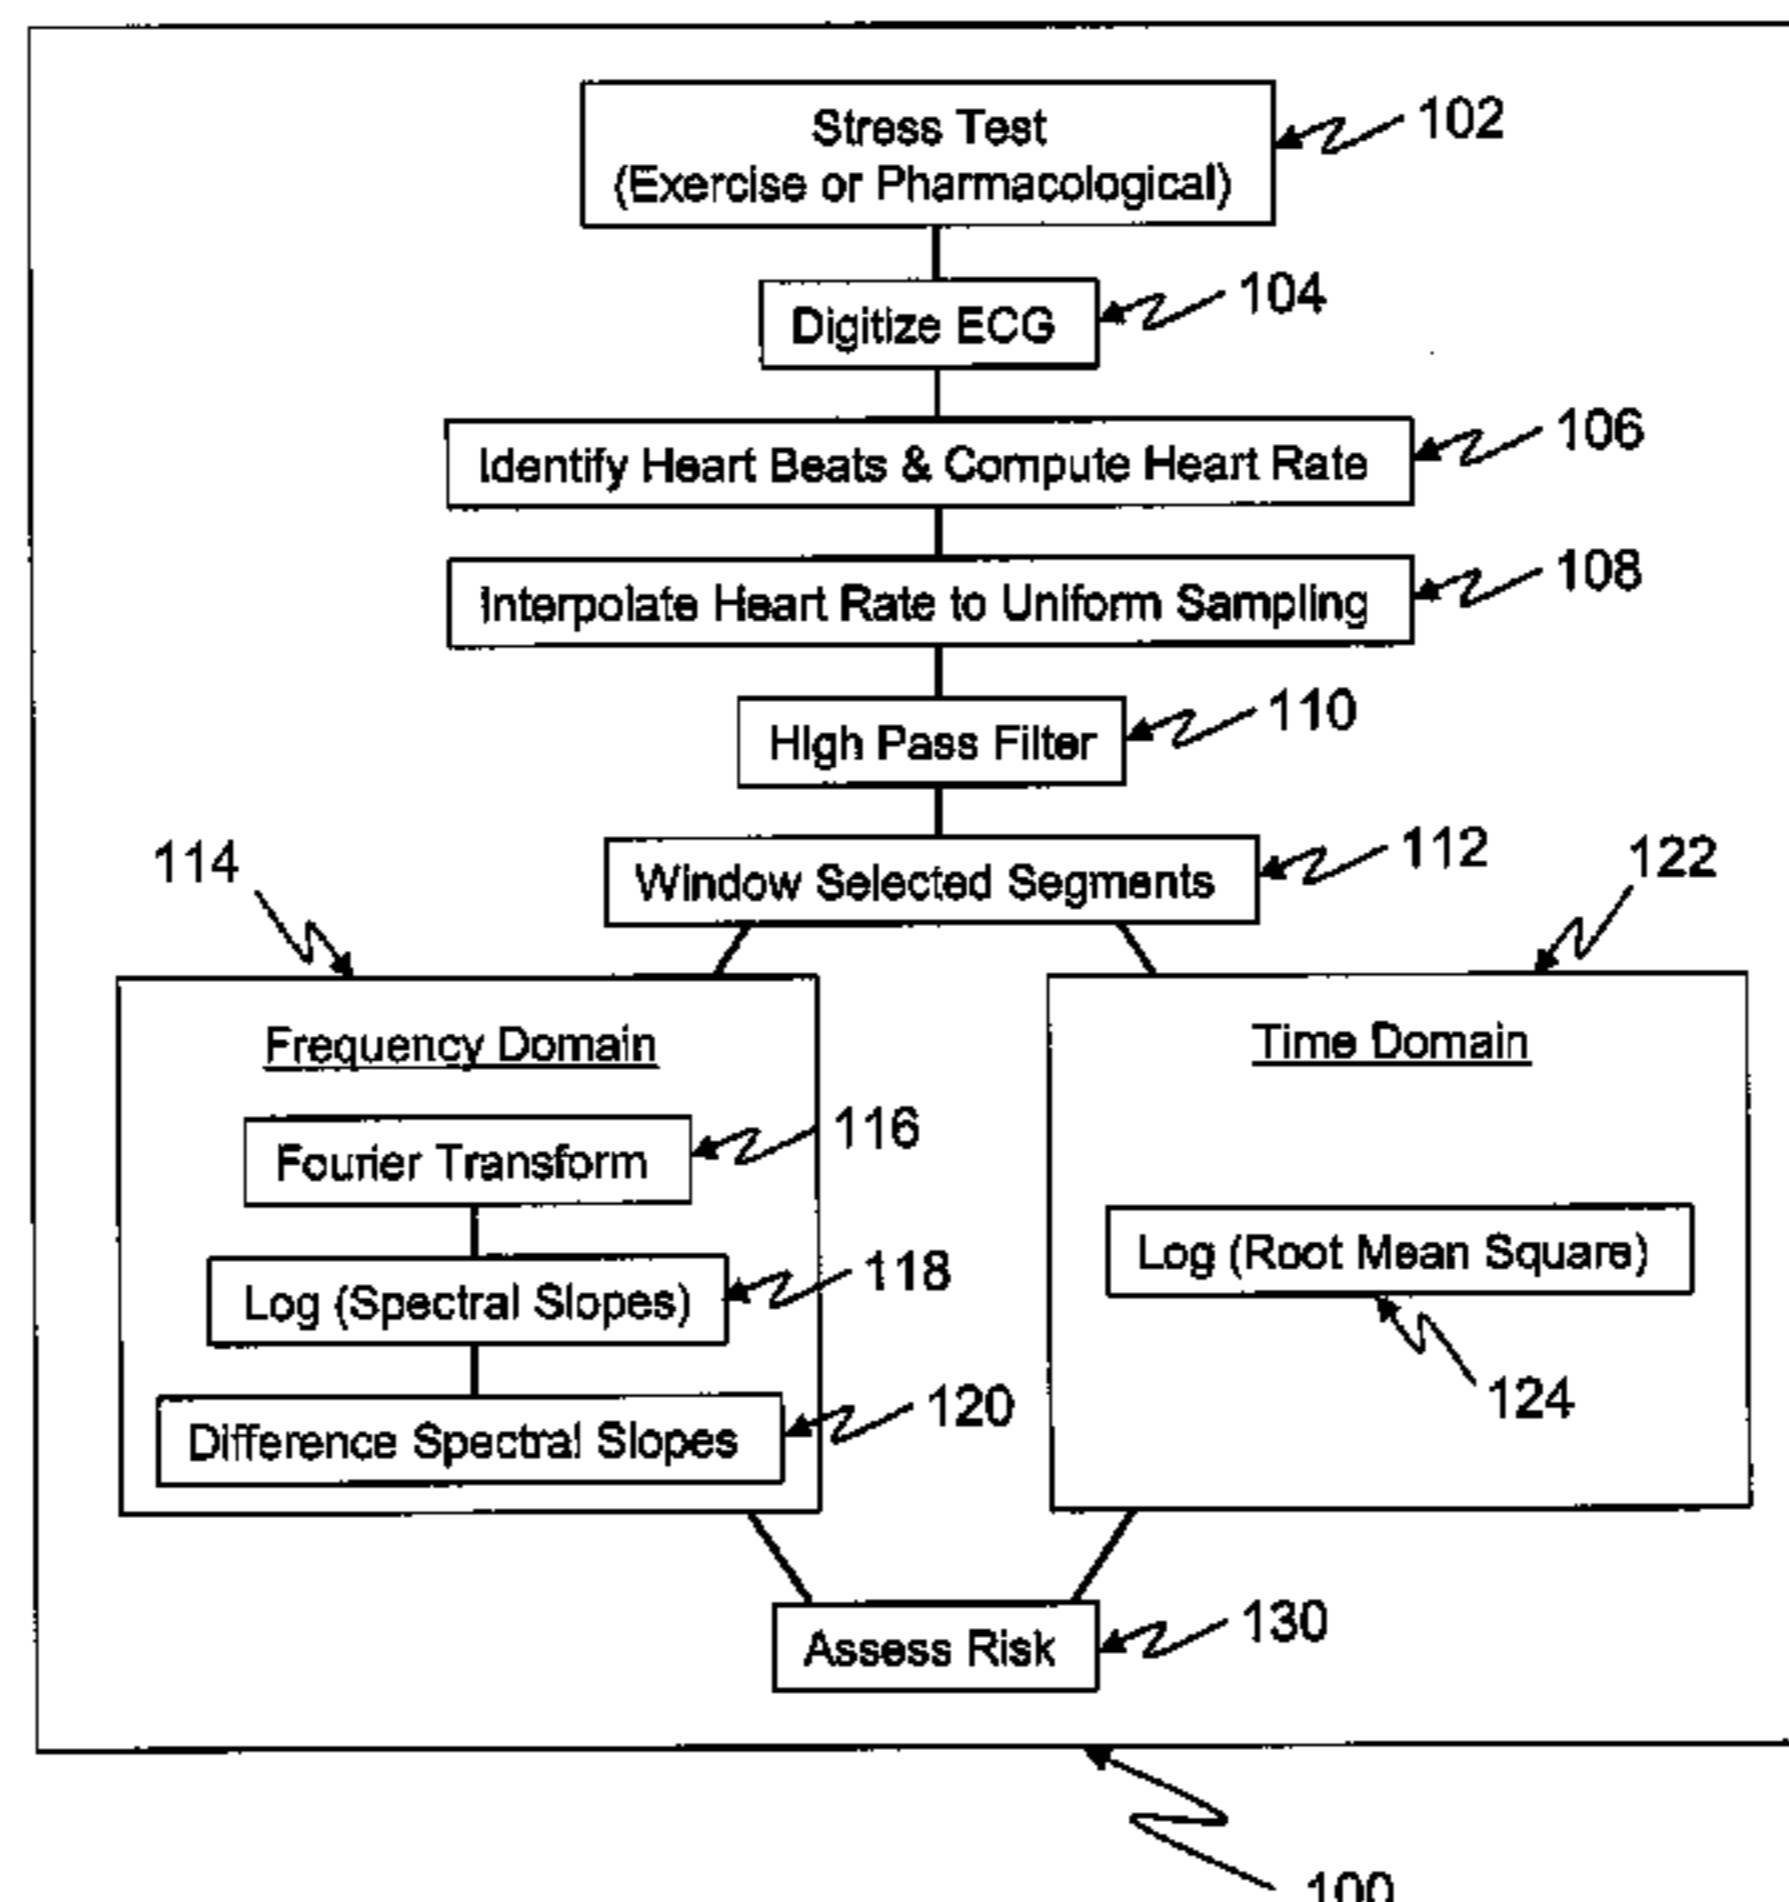 Stress Test
(Exercise or Pharmacological)
102
Digitize ECG
104
Identify Heart Beats & Compute Heart Rate
106
Interpolate Heart Rate to Uniform Sampling
108
High Pass Filter
110
Window Selected Segments
112
114
122
Frequency Domain
Fourier Transform
116
Log (Spectral Slopes)
118
Difference Spectral Slopes
120
Time Domain
Log (Root Mean Square)
124
Assess Risk
130
100